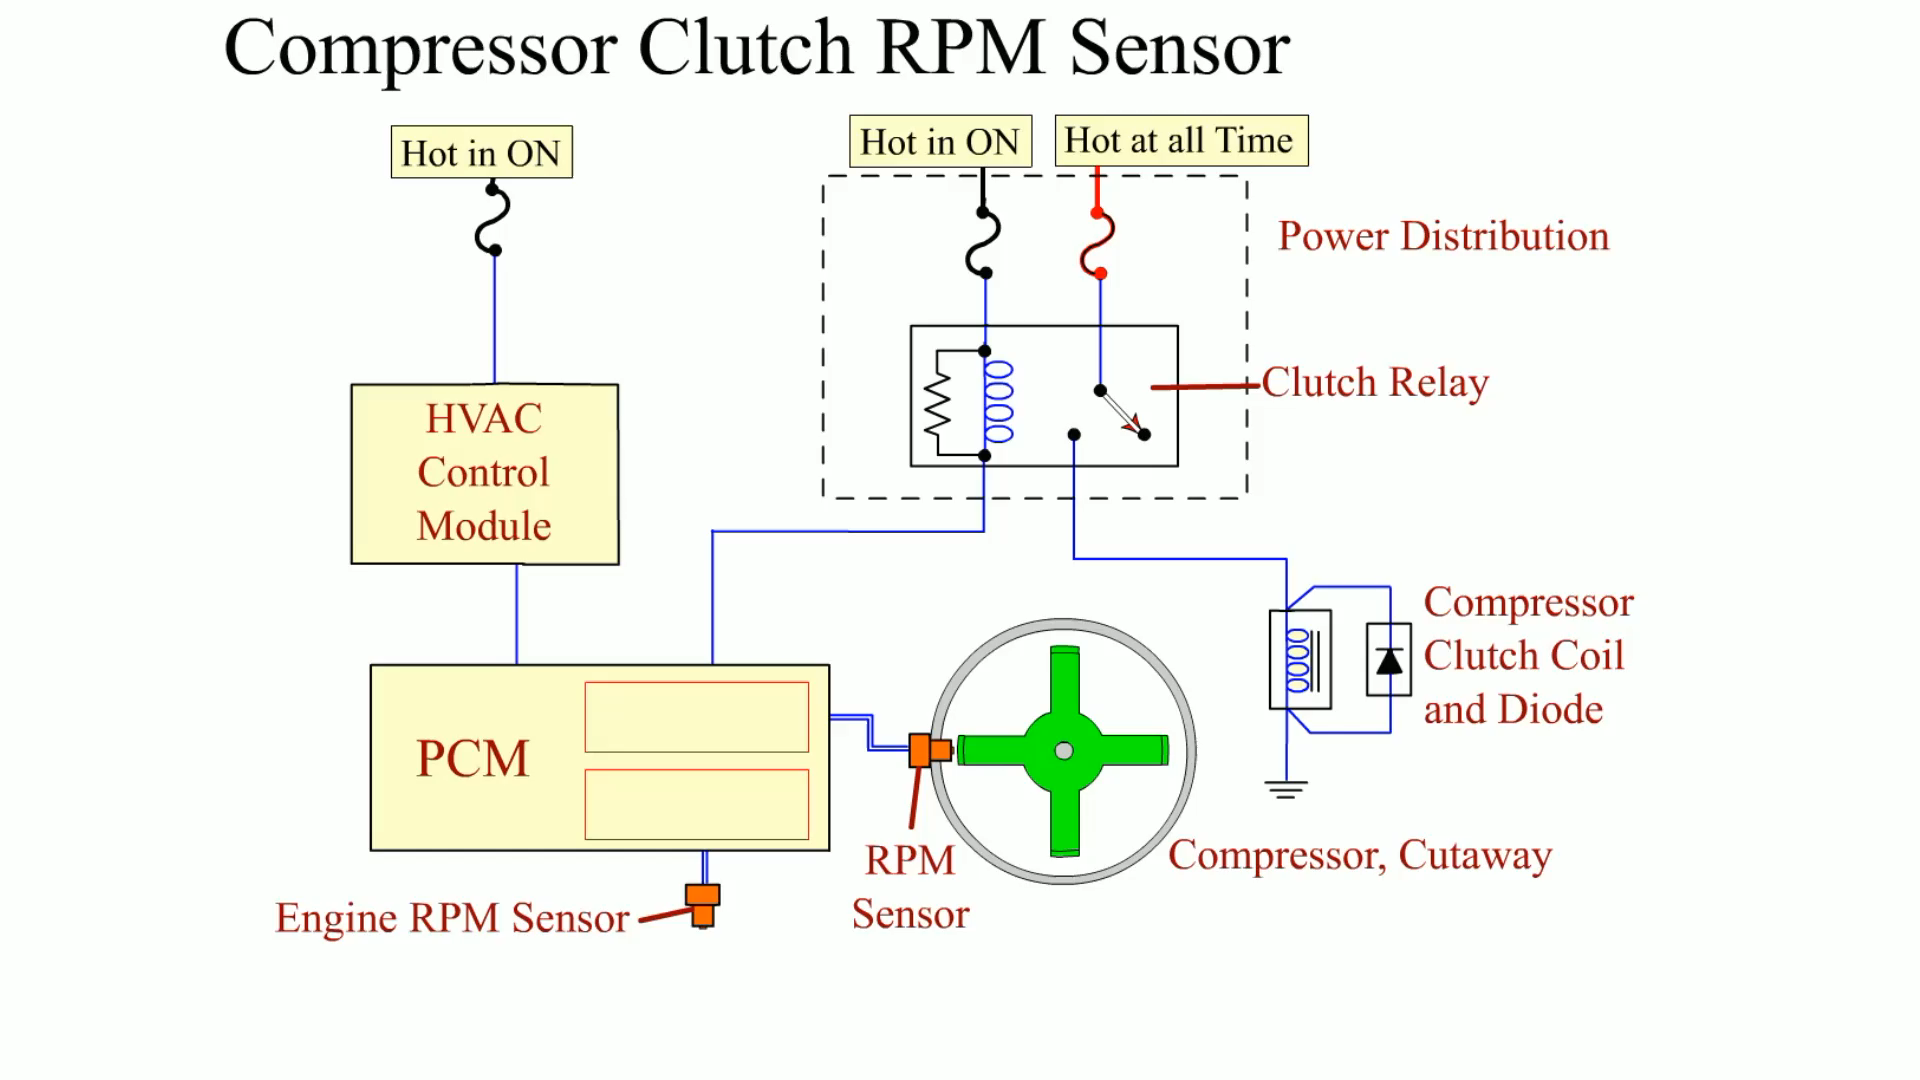 Compressor Clutch RPM Sensor
Hot in ON
Hot in ON
Hot at all Time
Power Distribution
Clutch Relay
HVAC
Control
Module
Compressor
Clutch Coil
and Diode
PCM
RPM
Sensor
Compressor, Cutaway
Engine RPM Sensor